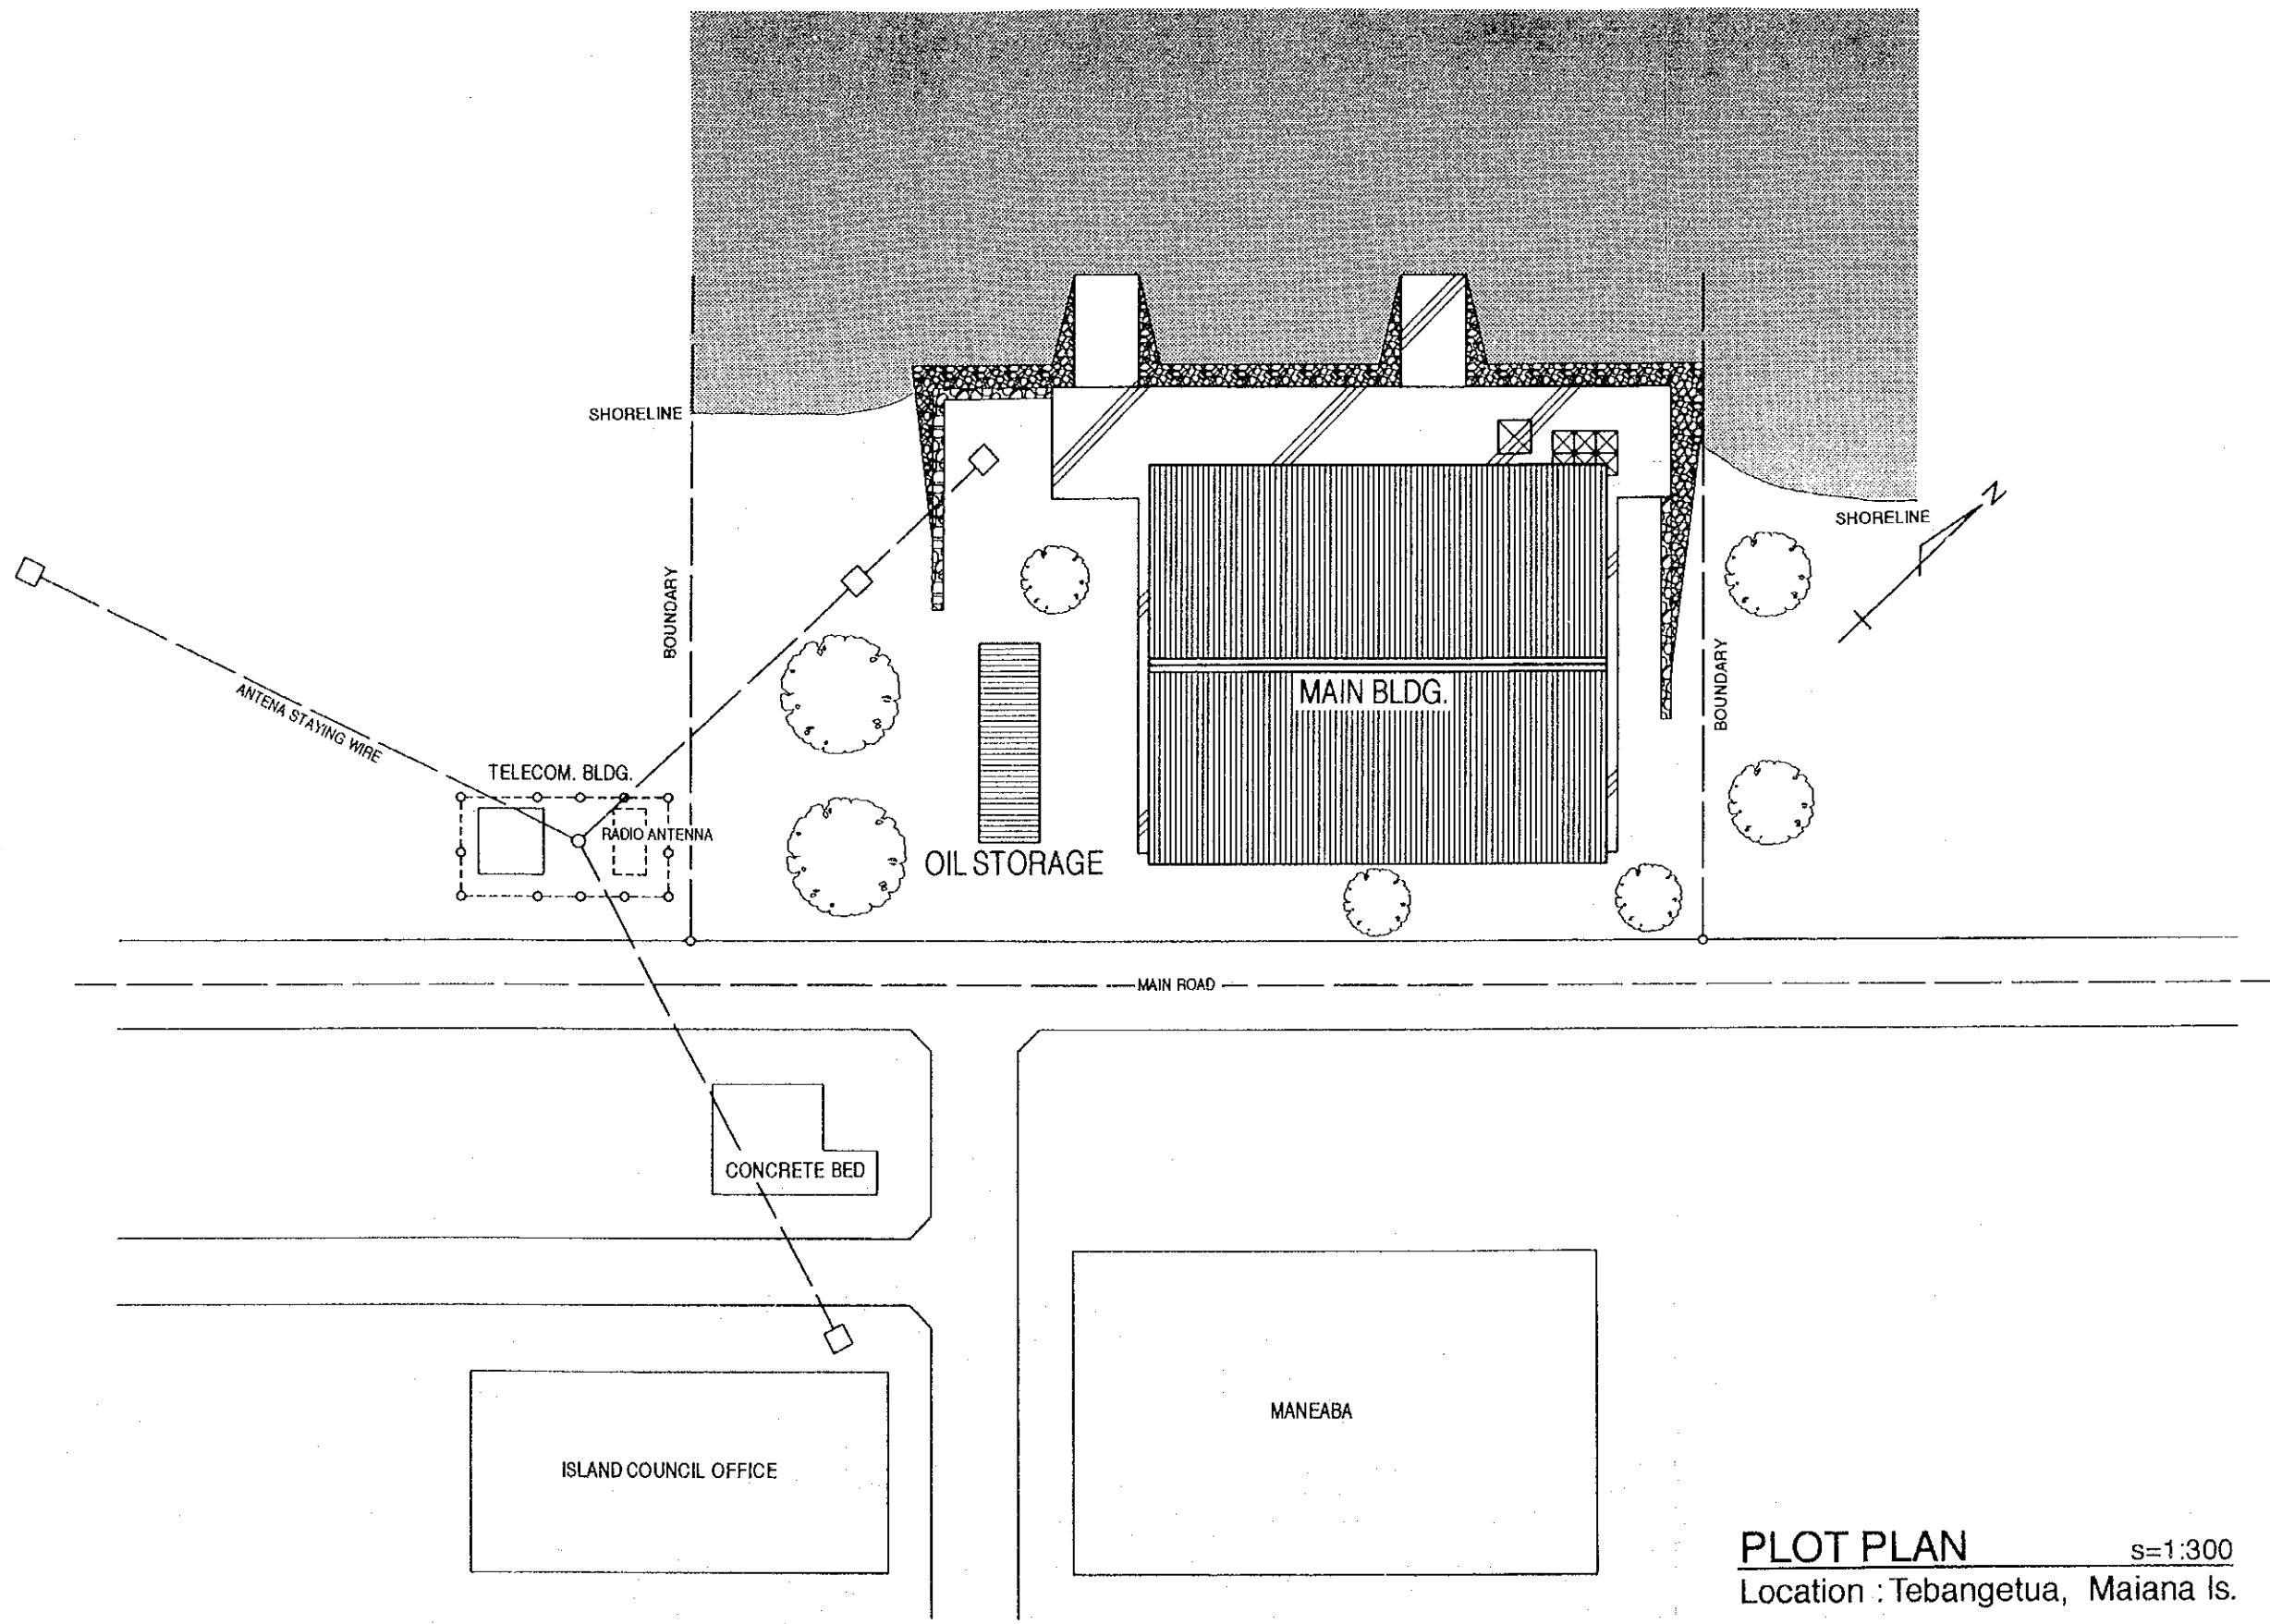 SHORELINE
N
SHORELINE
BOUNDARY
BOUNDARY
ANTENA STAYING WIRE
MAIN BLDG.
TELECOM. BLDG.
RADIO ANTENNA
OIL STORAGE
MAIN ROAD
CONCRETE BED
MANEABA
ISLAND COUNCIL OFFICE
PLOT PLAN s=1:300
Location : Tebangetua, Maiana Is.